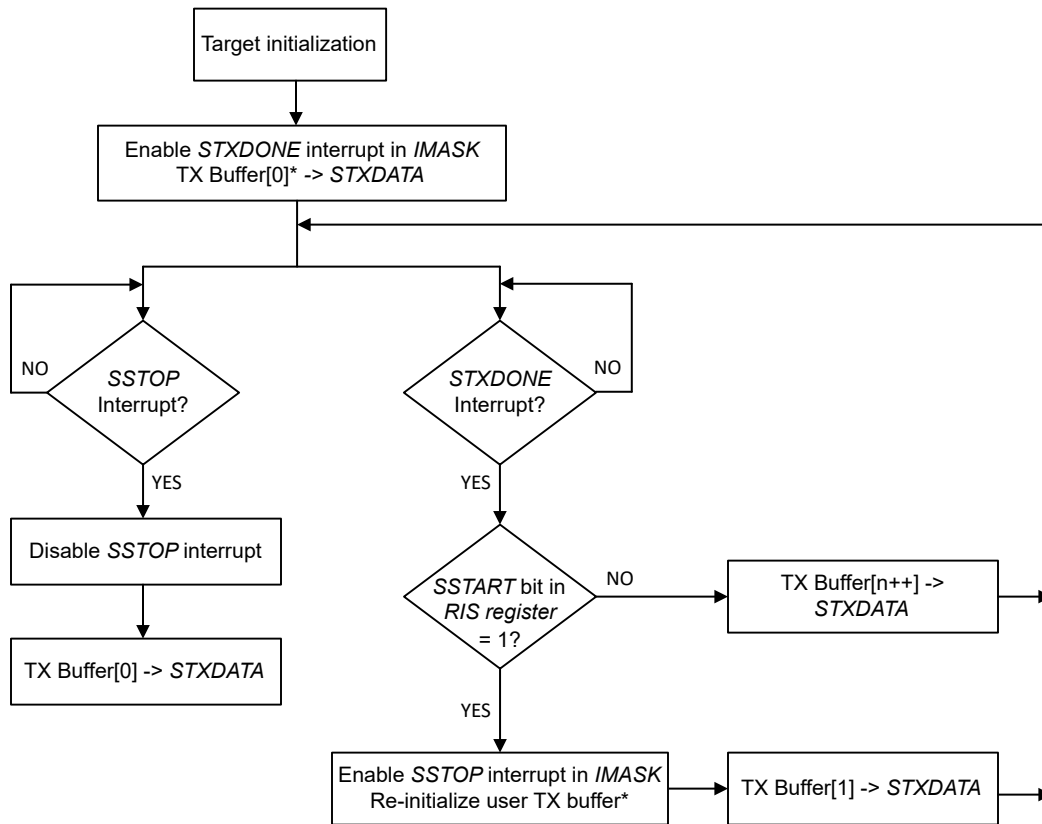 Target initialization
Enable STXDONE interrupt in IMASK
TX Buffer[0]* -> STXDATA
NO
SSTOP
Interrupt?
YES
Disable SSTOP interrupt
TX Buffer[0] -> STXDATA
STXDONE
Interrupt?
NO
YES
SSTART bit in
RIS register
= 1?
NO
TX Buffer[n++] ->
STXDATA
YES
Enable SSTOP interrupt in IMASK
Re-initialize user TX buffer*
TX Buffer[1] -> STXDATA